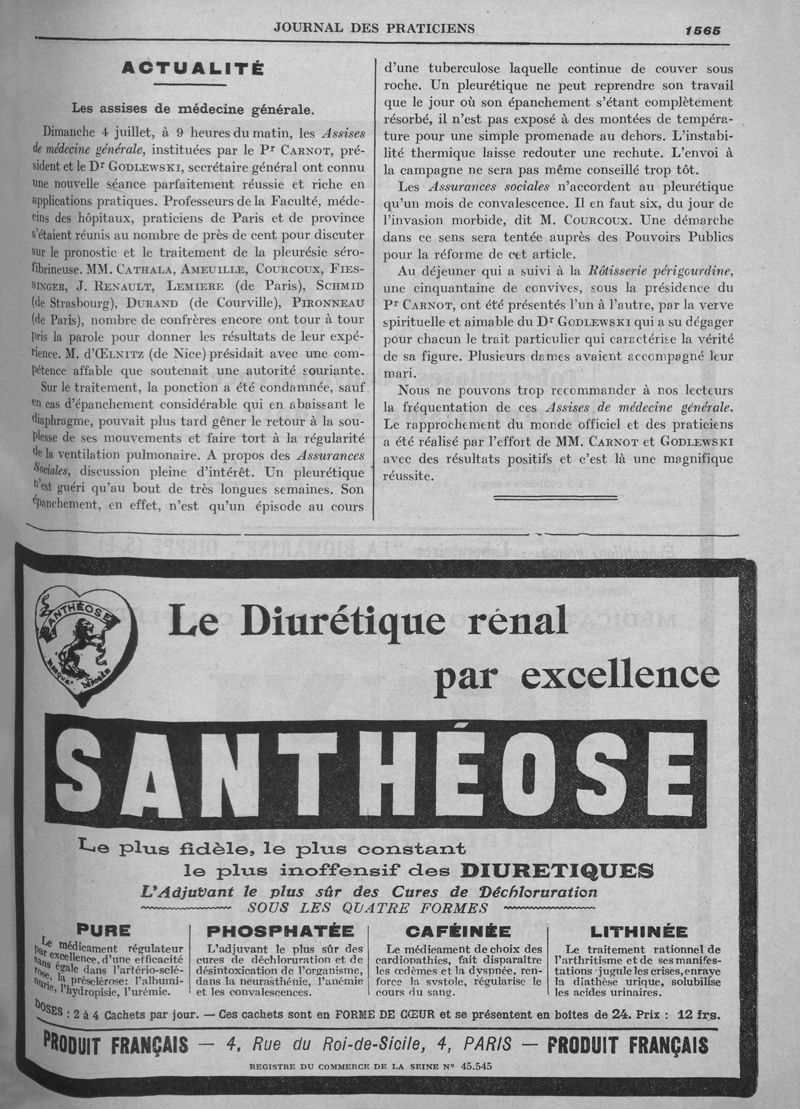 JOURNAL DES PRATICIENS 1565
ACTUALITÉ
Les assises de médecine générale.
Dimanche 4 juillet, à 9 heures du matin, les Assises
de médecine générale, instituées par le Pr CARNOT, pré-
sident et le Dr GODLEWSKI, secrétaire général ont connu
une nouvelle séance parfaitement réussie et riche en
applications pratiques. Professeurs de la Faculté, méde-
cins des hôpitaux, praticiens de Paris et de province
s'étaient réunis au nombre de près de cent pour discuter
sur le pronostic et le traitement de la pleurésie séro-
fibrineuse. MM. CATHALA, AMEUILLE, COURCOUX, FIES-
SINGER, J. RENAULT, LEMIERE (de Paris), SCHMID
(de Strasbourg), DURAND (de Courville), PIRONNEAU
(de Paris), nombre de confrères encore ont tour à tour
pris la parole pour donner les résultats de leur expé-
rience. M. d'ŒLNITZ (de Nice) présidait avec une com-
pétence affable que soutenait une autorité souriante.
Sur le traitement, la ponction a été condamnée, sauf
en cas d'épanchement considérable qui en abaissant le
diaphragme, pouvait plus tard gêner le retour à la sou-
plesse de ses mouvements et faire tort à la régularité
de la ventilation pulmonaire. A propos des Assurances
Sociales, discussion pleine d'intérêt. Un pleurétique
n'est guéri qu'au bout de très longues semaines. Son
épanchement, en effet, n'est qu'un épisode au cours
d'une tuberculose laquelle continue de couver sous
roche. Un pleurétique ne peut reprendre son travail
que le jour où son épanchement s'étant complètement
résorbé, il n'est pas exposé à des montées de tempéra-
ture pour une simple promenade au dehors. L'instabi-
lité thermique laisse redouter une rechute. L'envoi à
la campagne ne sera pas même conseillé trop tôt.
Les Assurances sociales n'accordent au pleurétique
qu'un mois de convalescence. Il en faut six, du jour de
l'invasion morbide, dit M. COURCOUX. Une démarche
dans ce sens sera tentée auprès des Pouvoirs Publics
pour la réforme de cet article.
Au déjeuner qui a suivi à la Rôtisserie périgourdine,
une cinquantaine de convives, sous la présidence du
Pr CARNOT, ont été présentés l'un à l'autre, par la verve
spirituelle et aimable du Dr GODLEWSKI qui a su dégager
pour chacun le trait particulier qui caractérise la vérité
de sa figure. Plusieurs dames avaient accompagné leur
mari.
Nous ne pouvons trop recommander à nos lecteurs
la fréquentation de ces Assises de médecine générale.
Le rapprochement du monde officiel et des praticiens
a été réalisé par l'effort de MM. CARNOT et GODLEWSKI
avec des résultats positifs et c'est là une magnifique
réussite.
SANTHÉOSE
MARQUE DÉPOSÉE
Le Diurétique rénal
par excellence
SANTHÉOSE
Le plus fidèle, le plus constant
le plus inoffensif des DIURETIQUES
L'Adjuvant le plus sûr des Cures de Déchloruration
SOUS LES QUATRE FORMES
PURE
Le médicament régulateur
par excellence, d'une efficacité
sans égale dans l'artério-sclé-
rose, la présclérose: l'albumi-
nurie, l'hydropisie, l'urémie.
PHOSPHATÉE
L'adjuvant le plus sûr des
cures de déchloruration et de
désintoxication de l'organisme,
dans la neurasthénie, l'anémie
et les convalescences.
CAFÉINÉE
Le médicament de choix des
cardiopathies, fait disparaître
les œdèmes et la dyspnée, ren-
force la systole, régularise le
cours du sang.
LITHINÉE
Le traitement rationnel de
l'arthritisme et de ses manifes-
tations - jugule les crises, enraye
la diathèse urique, solubilise
les acides urinaires.
DOSES : 2 à 4 Cachets par jour. — Ces cachets sont en FORME DE CŒUR et se présentent en boîtes de 24. Prix : 12 frs.
PRODUIT FRANÇAIS — 4, Rue du Roi-de-Sicile, 4, PARIS — PRODUIT FRANÇAIS
REGISTRE DU COMMERCE DE LA SEINE N° 45.545